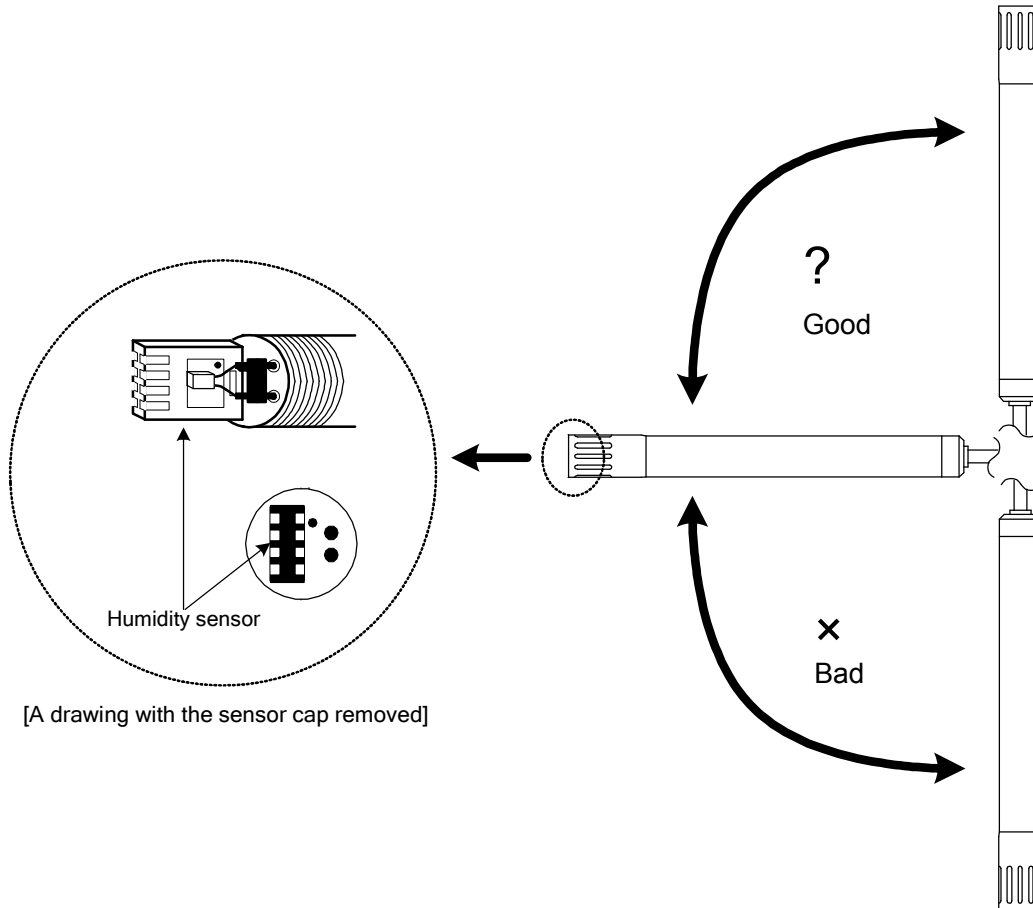 ?
Good
Humidity sensor
×
Bad
[A drawing with the sensor cap removed]